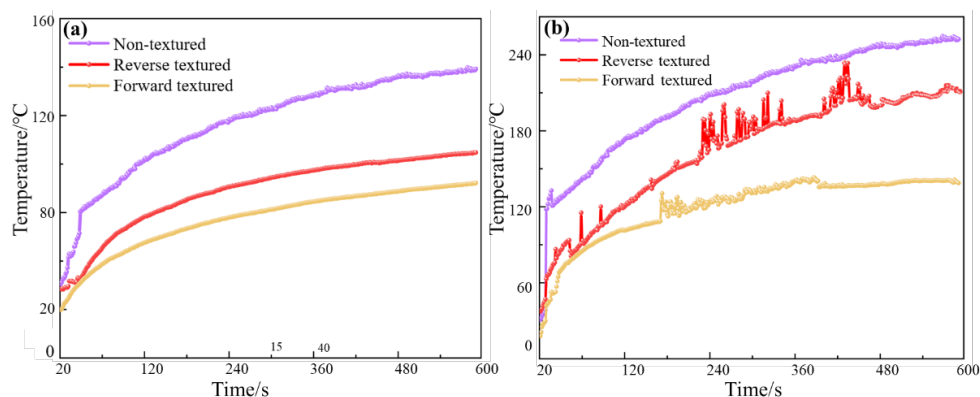 160
(a)
Non-textured
Reverse textured
Forward textured
120
80
20
0
Temperature/°C
15 40
20 120 240 360 480 600
Time/s
(b)
240
Non-textured
Reverse textured
Forward textured
180
120
60
0
Temperature/°C
20 120 240 360 480 600
Time/s